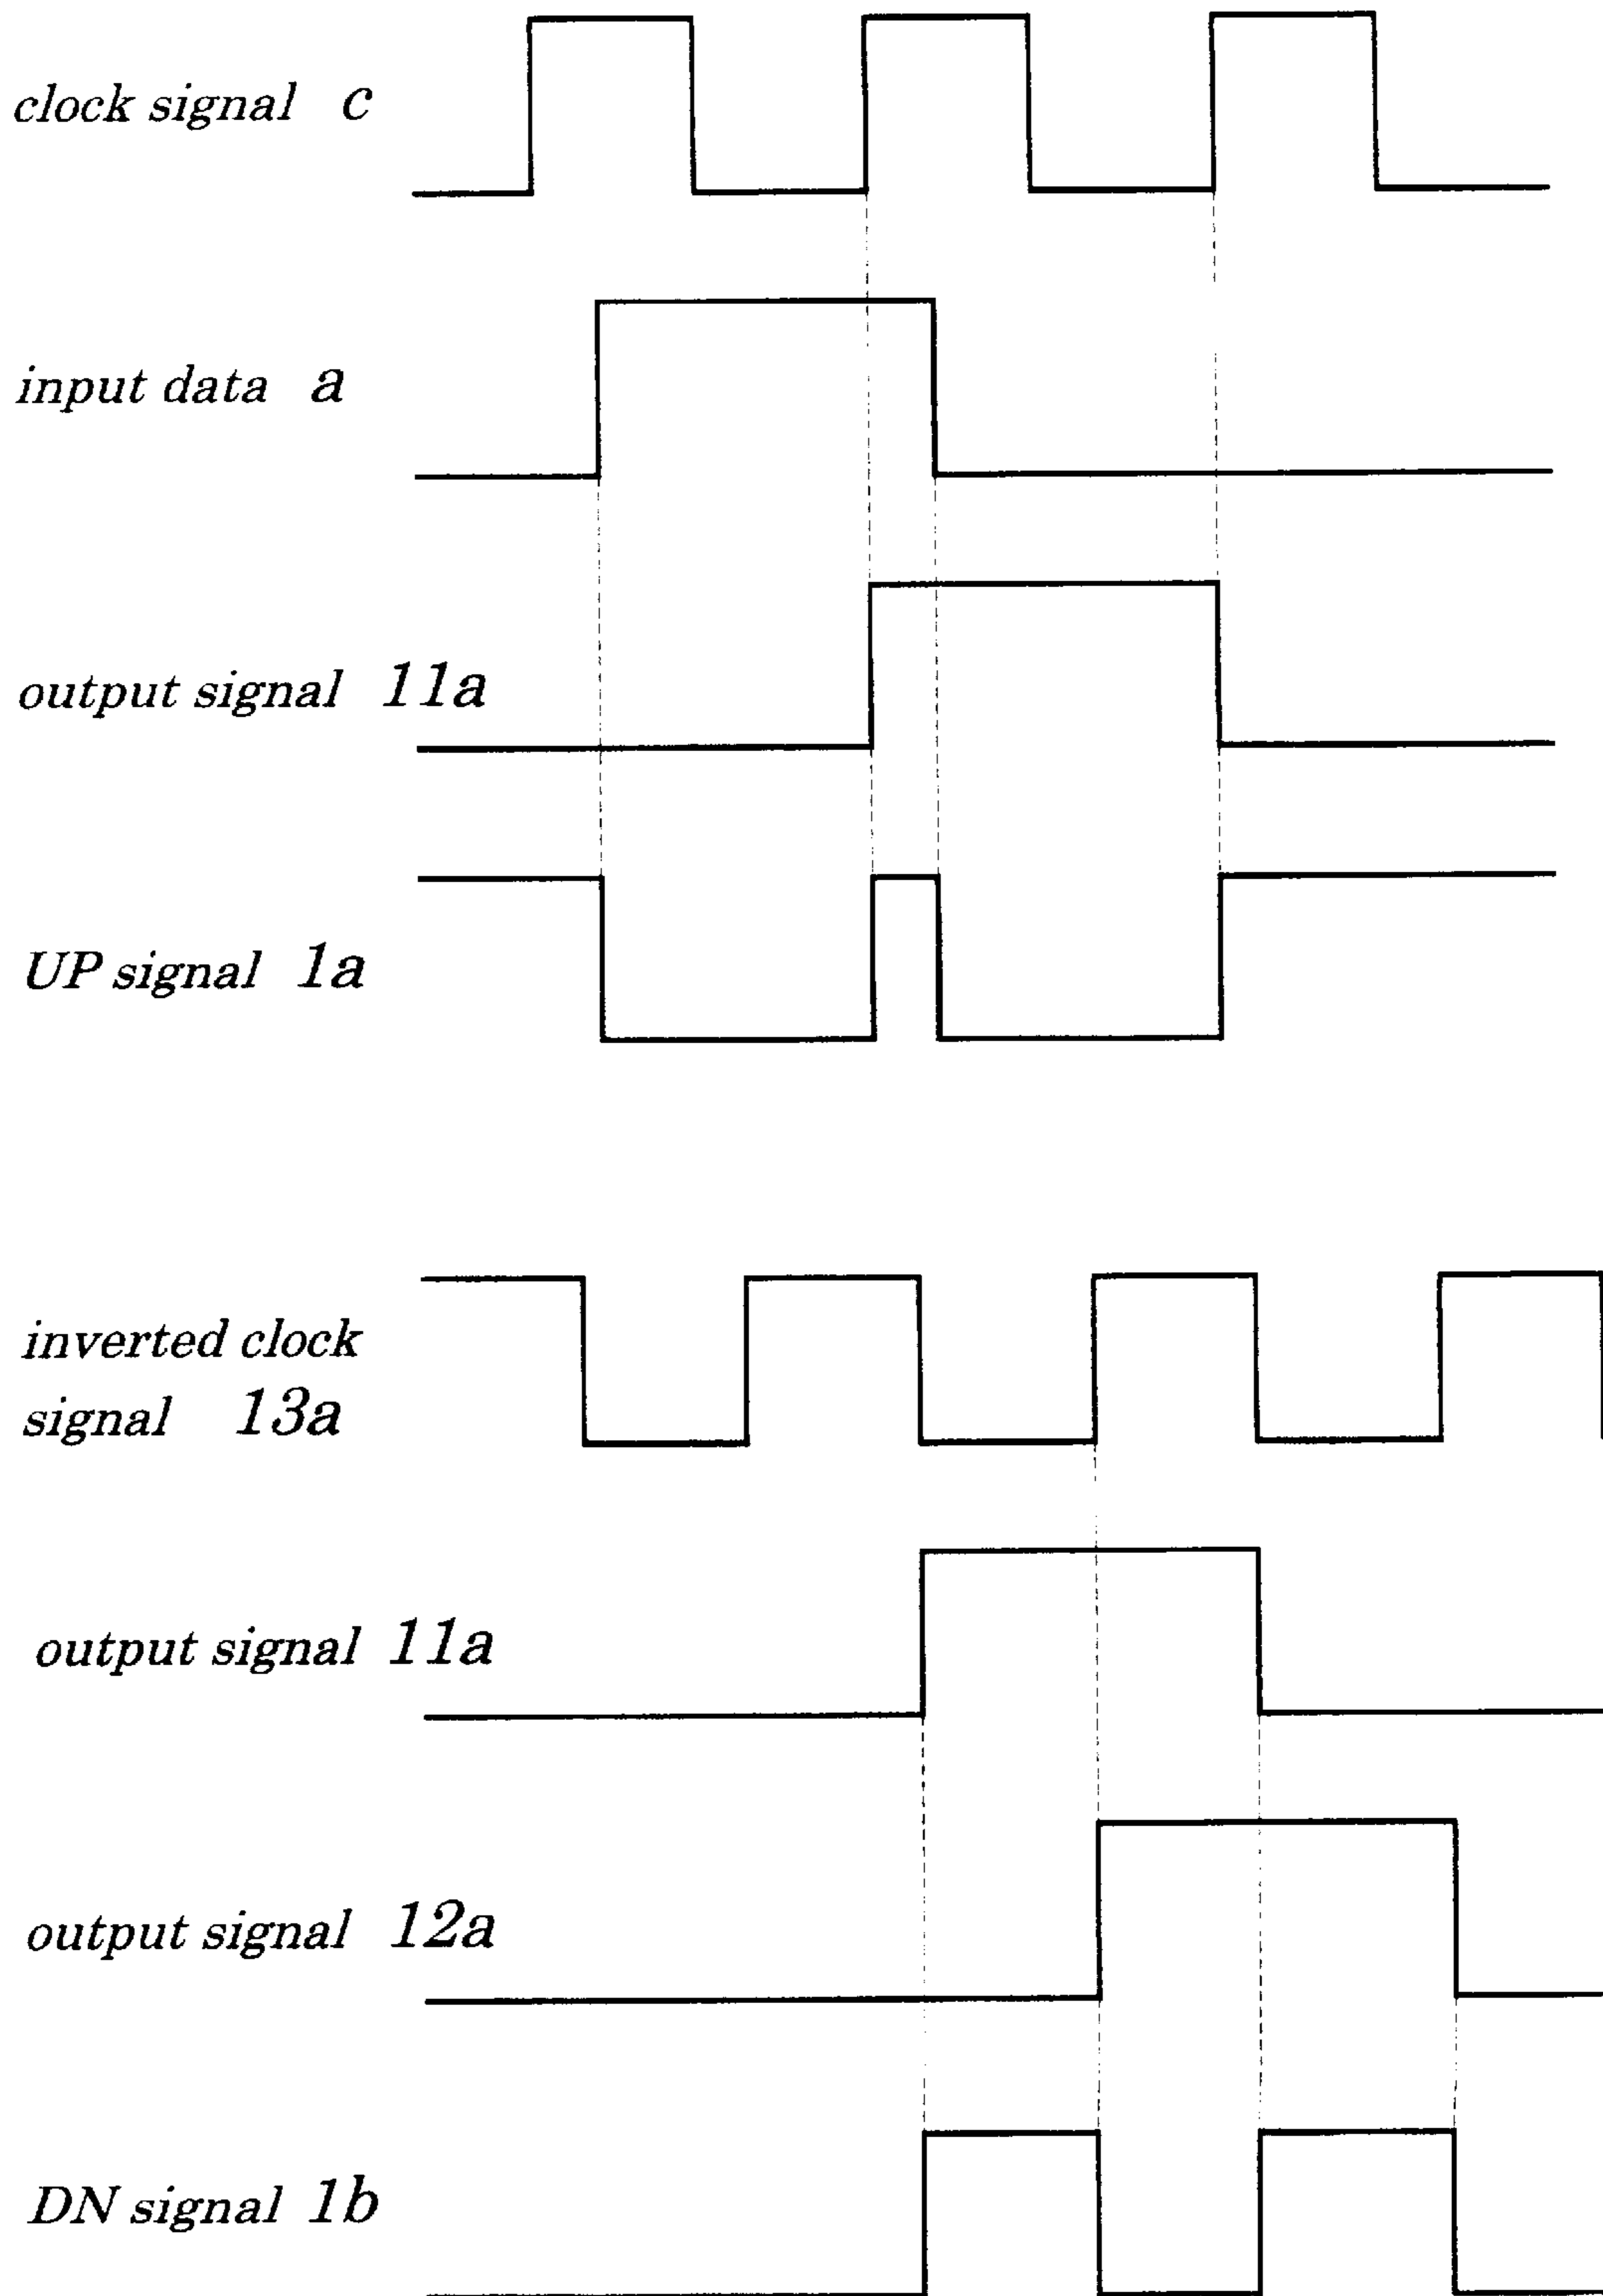 clock signal c
input data a
output signal 11a
UP signal 1a
inverted clock
signal 13a
output signal 11a
output signal 12a
DN signal 1b